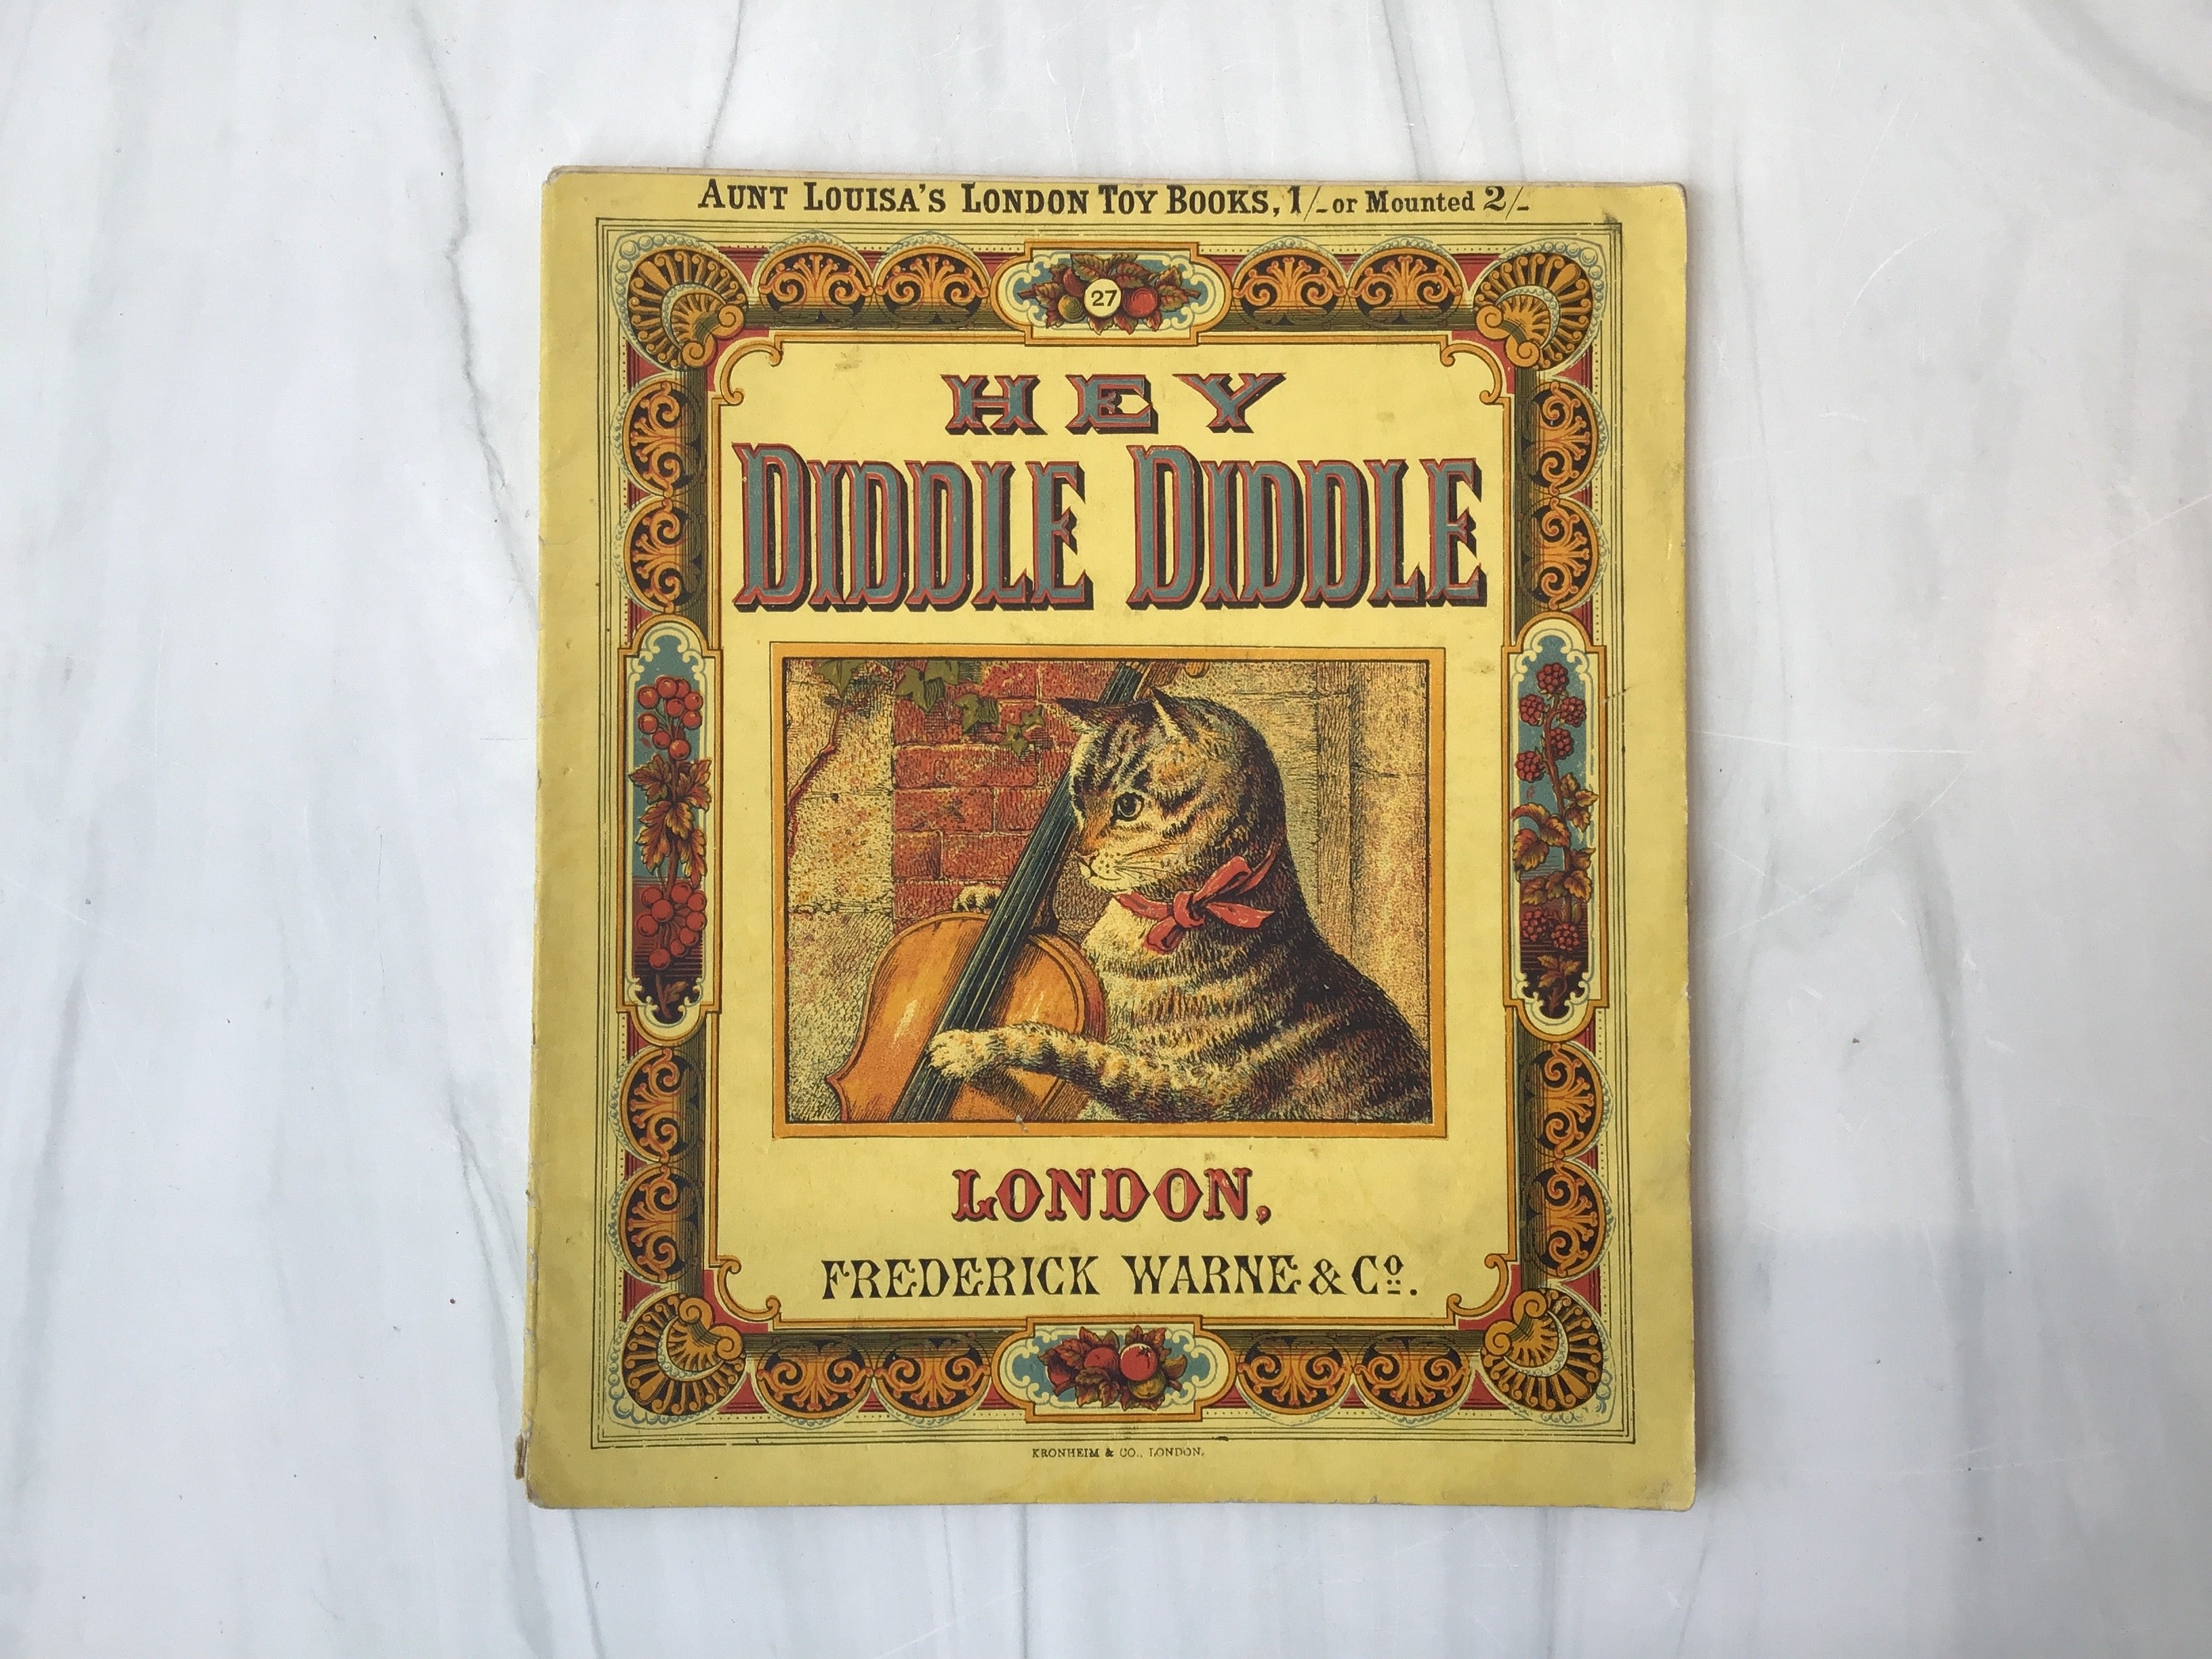 AUNT LOUISA'S LONDON TOY BOOKS, 1/- or Mounted 2/-
27
HEY
DIDDLE DIDDLE
LONDON,
FREDERICK WARNE & Co.
KRONHEIM & CO., LONDON.